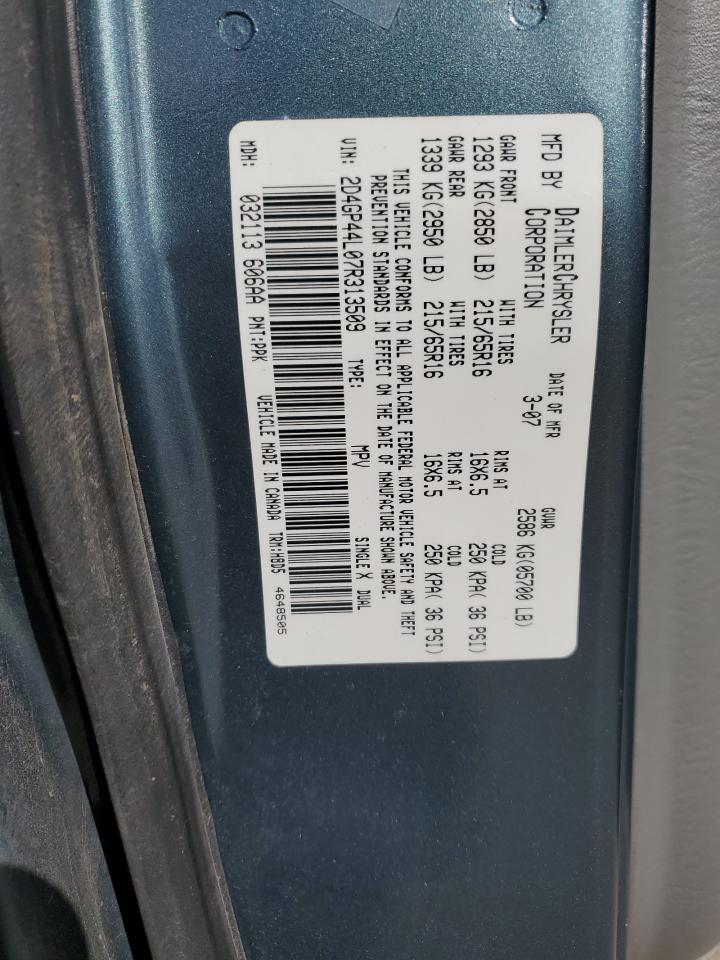 MFD BY DAIMLERCHRYSLER CORPORATION DATE OF MFR 3-07 GVWR 2586 KG(05700 LB)
GAWR FRONT WITH TIRES RIMS AT COLD
1293 KG(2850 LB) 215/65R16 16X6.5 250 KPA( 36 PSI)
GAWR REAR WITH TIRES RIMS AT COLD
1339 KG(2950 LB) 215/65R16 16X6.5 250 KPA( 36 PSI)
THIS VEHICLE CONFORMS TO ALL APPLICABLE FEDERAL MOTOR VEHICLE SAFETY AND THEFT
PREVENTION STANDARDS IN EFFECT ON THE DATE OF MANUFACTURE SHOWN ABOVE.
VIN: 2D4GP44L07R313509 TYPE: MPV SINGLE X DUAL
MDH: 032113 606AA PNT:PPK VEHICLE MADE IN CANADA TRM:H8D5 4648505